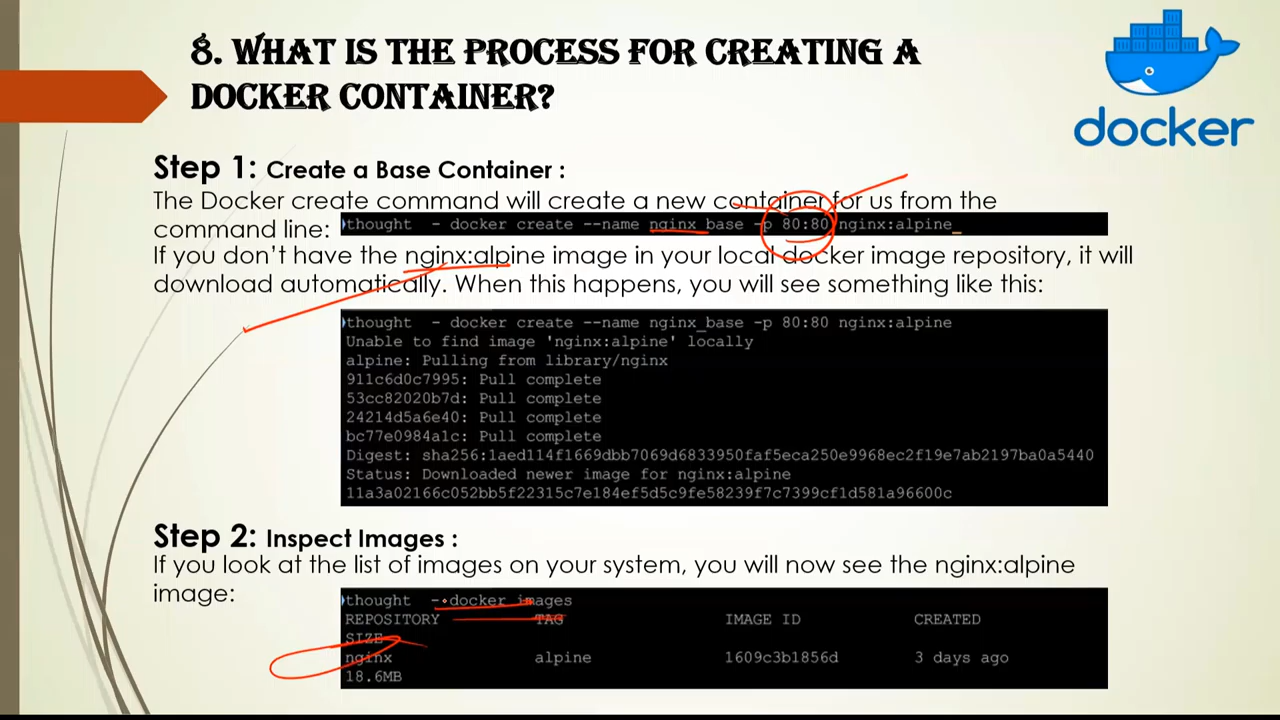 8. WHAT IS THE PROCESS FOR CREATING A
DOCKER CONTAINER?
docker
Step 1: Create a Base Container :
The Docker create command will create a new container for us from the
command line:
thought - docker create --name nginx_base -p 80:80 nginx:alpine_
If you don't have the nginx:alpine image in your local docker image repository, it will
download automatically. When this happens, you will see something like this:
thought - docker create --name nginx_base -p 80:80 nginx:alpine
Unable to find image 'nginx:alpine' locally
alpine: Pulling from library/nginx
911c6d0c7995: Pull complete
53cc82020b7d: Pull complete
24214d5a6e40: Pull complete
bc77e0984a1c: Pull complete
Digest: sha256:1aed114f1669dbb7069d6833950faf5eca250e9968ec2f19e7ab2197ba0a5440
Status: Downloaded newer image for nginx:alpine
11a3a02166c052bb5f22315c7e184ef5d5c9fe58239f7c7399cf1d581a96600c
Step 2: Inspect Images :
If you look at the list of images on your system, you will now see the nginx:alpine
image:
thought - docker images
REPOSITORY TAG IMAGE ID CREATED
SIZE
nginx alpine 1609c3b1856d 3 days ago
18.6MB